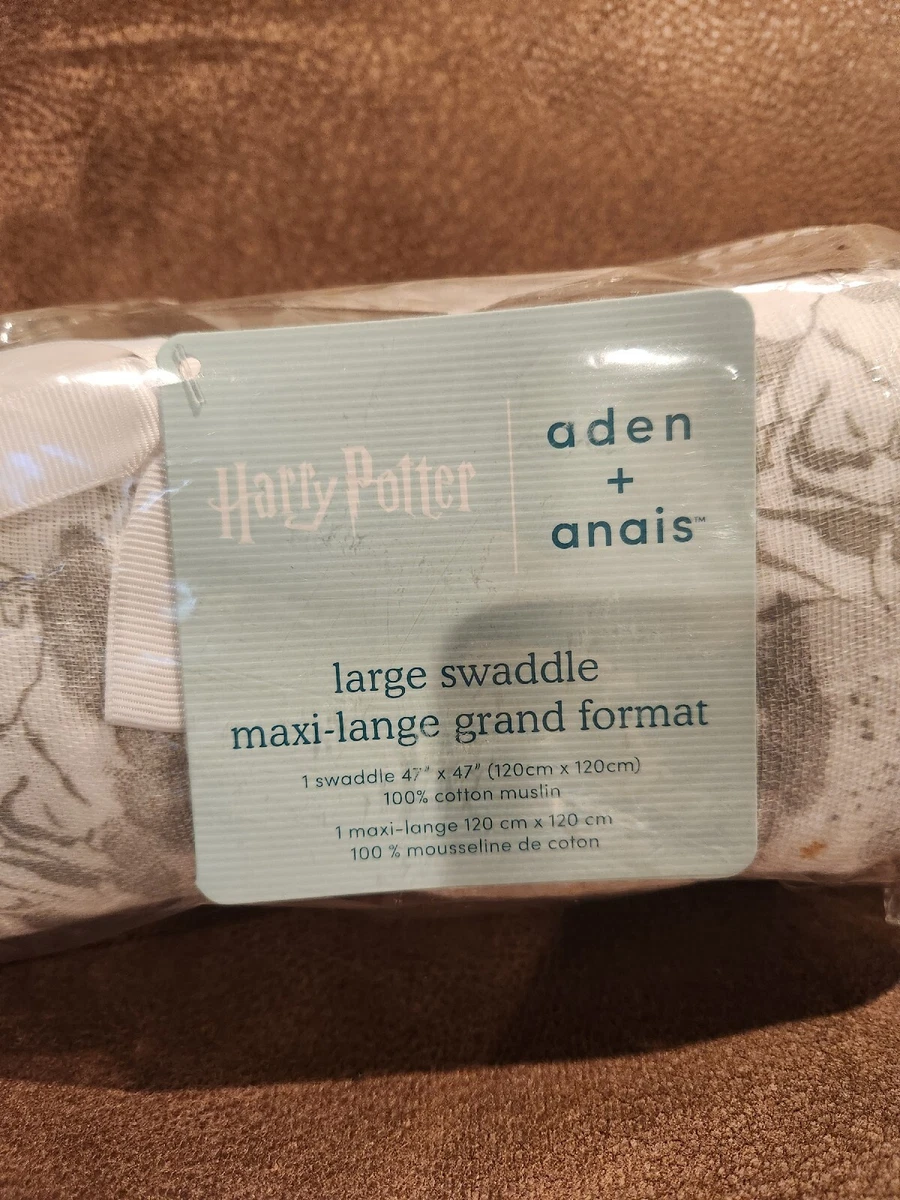 Harry Potter
aden
+
anais™
large swaddle
maxi-lange grand format
1 swaddle 47" x 47" (120cm x 120cm)
100% cotton muslin
1 maxi-lange 120 cm x 120 cm
100 % mousseline de coton